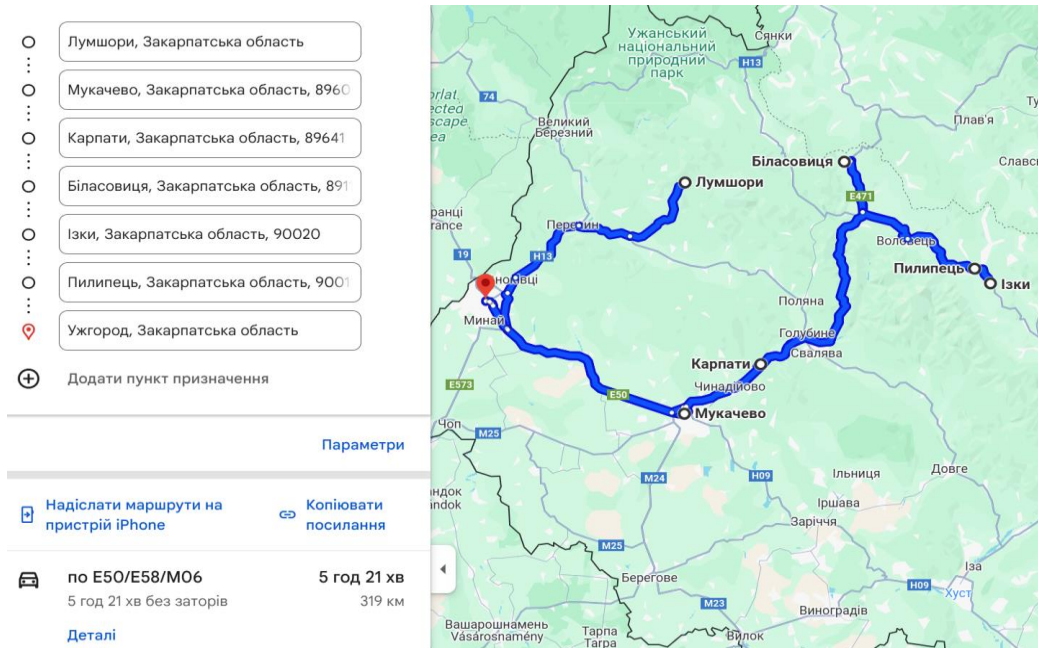 Лумшори, Закарпатська область
Мукачево, Закарпатська область, 8960
Карпати, Закарпатська область, 89641
Біласовиця, Закарпатська область, 891
Ізки, Закарпатська область, 90020
Пилипець, Закарпатська область, 9001
Ужгород, Закарпатська область
Додати пункт призначення
Параметри
Надіслати маршрути на
пристрій iPhone
Копіювати
посилання
по E50/E58/M06
5 год 21 хв
5 год 21 хв без заторів
319 км
Деталі
Ужанський
національний
природний
парк
Сянки
H13
74
Великий
Березний
Плав'я
Біласовиця
Лумшори
E471
Перечин
Воловець
19
H13
Пилипець
Ізки
Минай
Поляна
Голубине
Свалява
Карпати
Чинадійово
E573
E50
Мукачево
Чоп
M25
M24
H09
Ільниця
Довге
Іршава
Заріччя
M25
Іза
Берегове
H09
Хуст
M23
Виноградів
Вашарошнамень
Vásárosnamény
Тарпа
Tarpa
Вилок